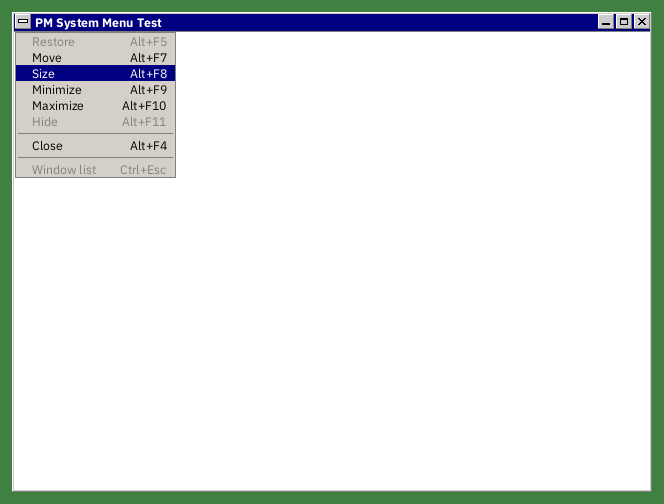 PM System Menu Test
Restore Alt+F5
Move Alt+F7
Size Alt+F8
Minimize Alt+F9
Maximize Alt+F10
Hide Alt+F11
Close Alt+F4
Window list Ctrl+Esc